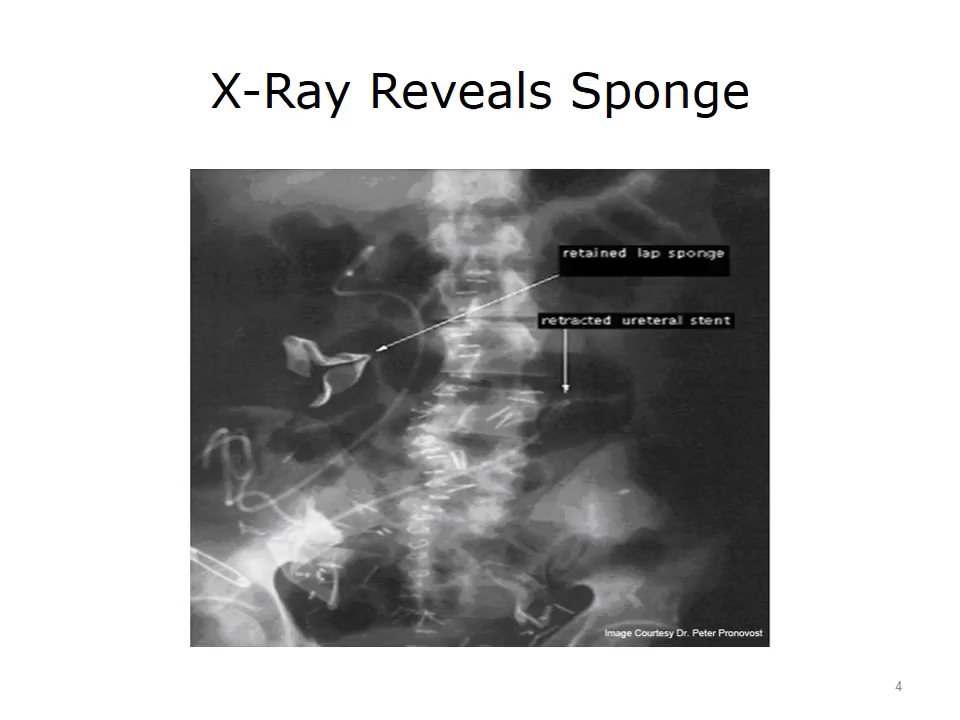 X-Ray Reveals Sponge
retained lap sponge
retracted ureteral stent
Image Courtesy Dr. Peter Pronovost
4